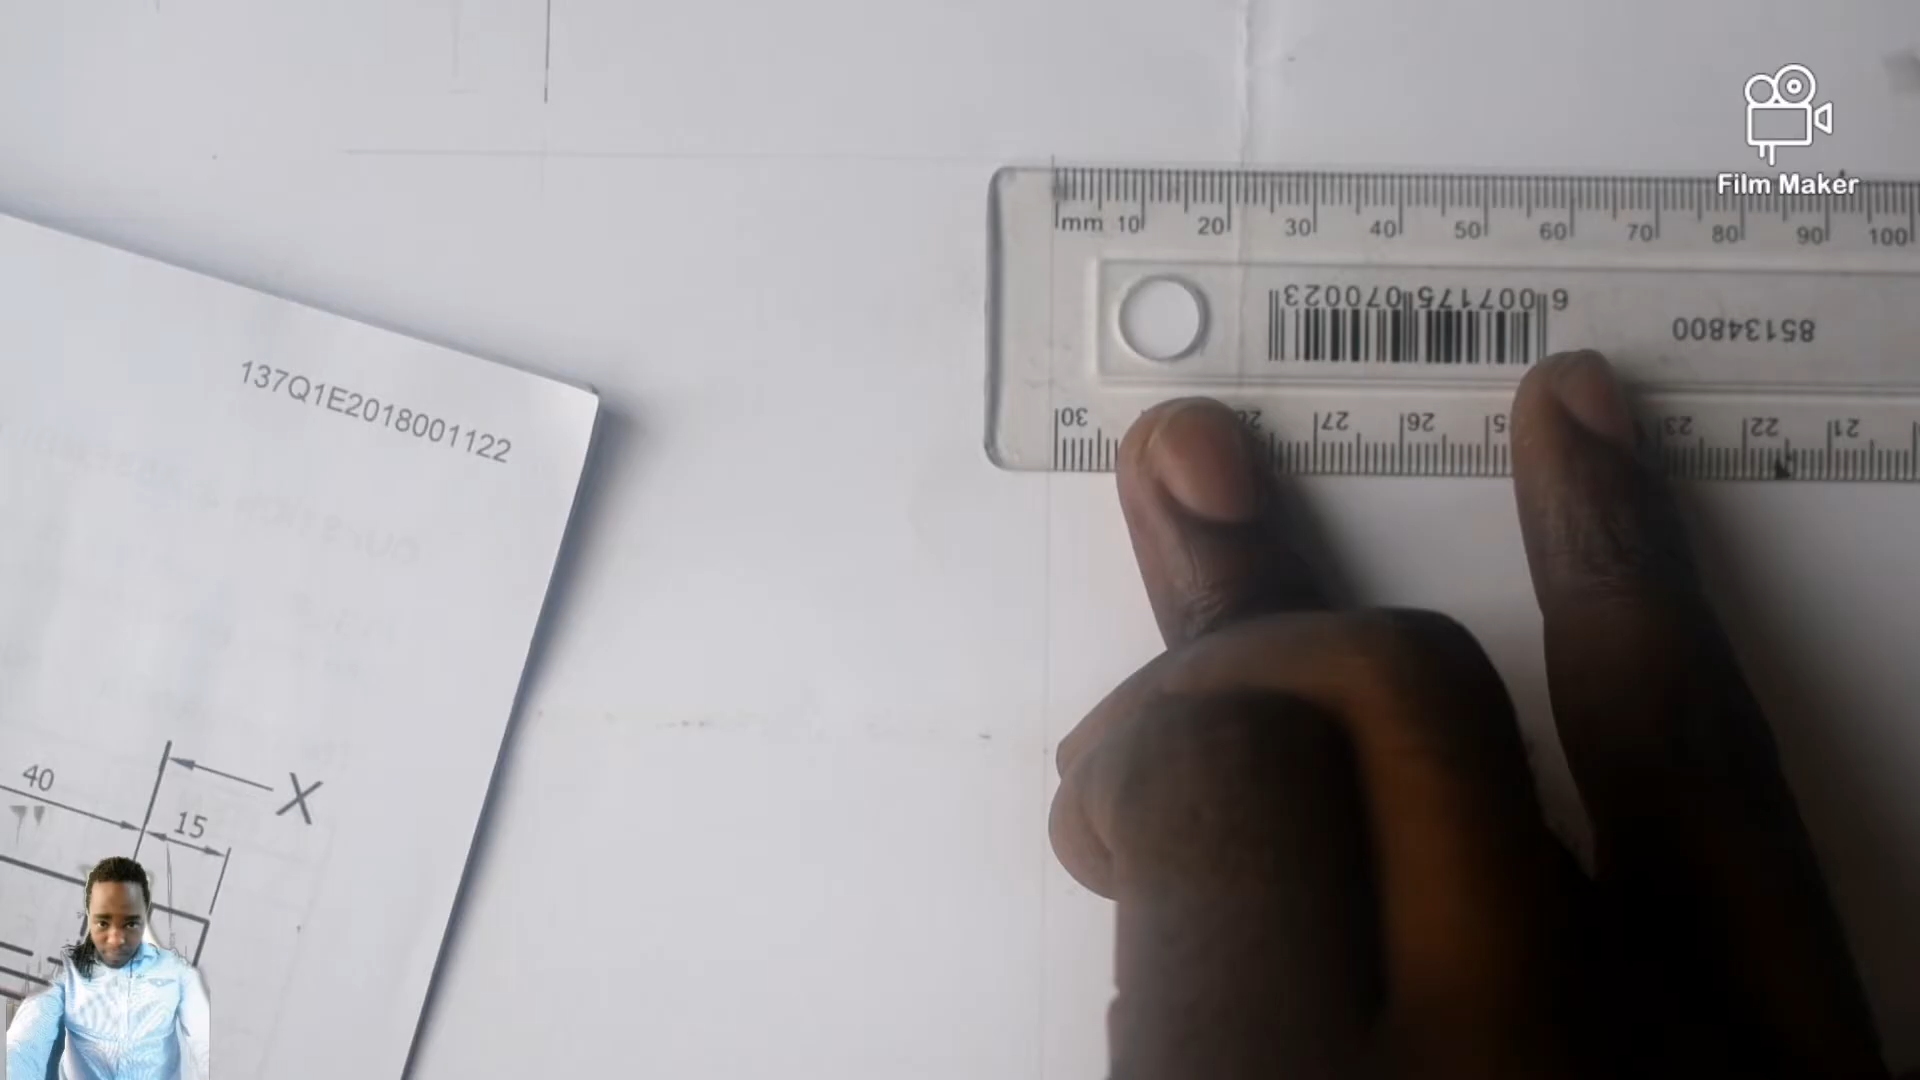 Film Maker
mm 10 20 30 40 50 60 70 80 90 100
6 007175 070023
85134800
30 27 26 23 22 21
137Q1E2018001122
X
40
15